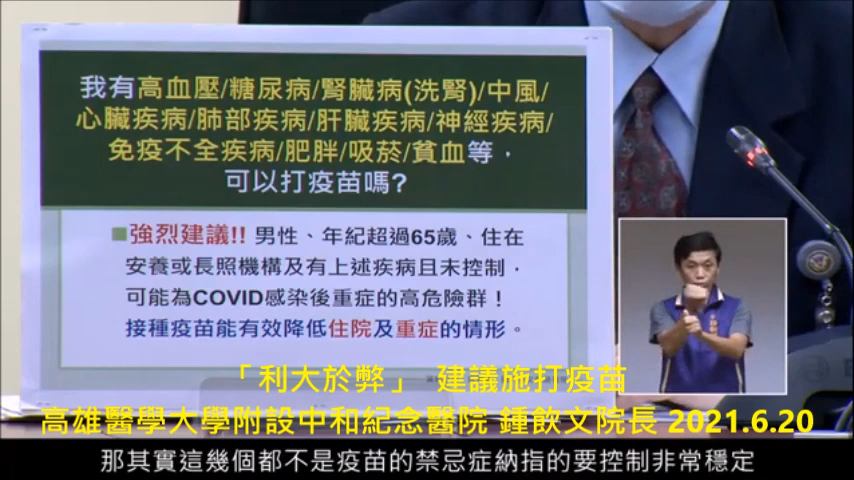 我有高血壓/糖尿病/腎臟病(洗腎)/中風/
心臟疾病/肺部疾病/肝臟疾病/神經疾病/
免疫不全疾病/肥胖/吸菸/貧血等，
可以打疫苗嗎?
■強烈建議!! 男性、年紀超過65歲、住在
安養或長照機構及有上述疾病且未控制，
可能為COVID感染後重症的高危險群！
接種疫苗能有效降低住院及重症的情形。
「利大於弊」 建議施打疫苗
高雄醫學大學附設中和紀念醫院 鍾飲文院長 2021.6.20
那其實這幾個都不是疫苗的禁忌症納指的要控制非常穩定